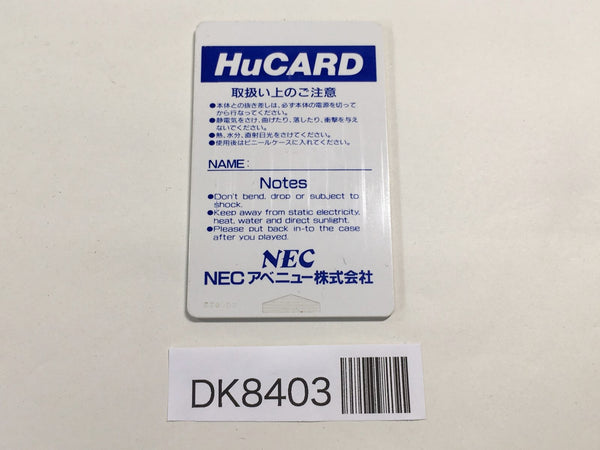 HuCARD
取扱い上のご注意
●本体との抜き差しは、必ず本体の電源を切って
から行なってください。
●静電気をさけ、曲げたり、落したり、衝撃を与え
ないでください。
●熱、水分、直射日光をさけてください。
●使用後はビニールケースに入れてください。
NAME:
Notes
●Don't bend, drop or subject to
shock.
●Keep away from static electricity,
heat, water and direct sunlight.
●Please put back in-to the case
after you played.
NEC
NECアベニュー株式会社
DK8403